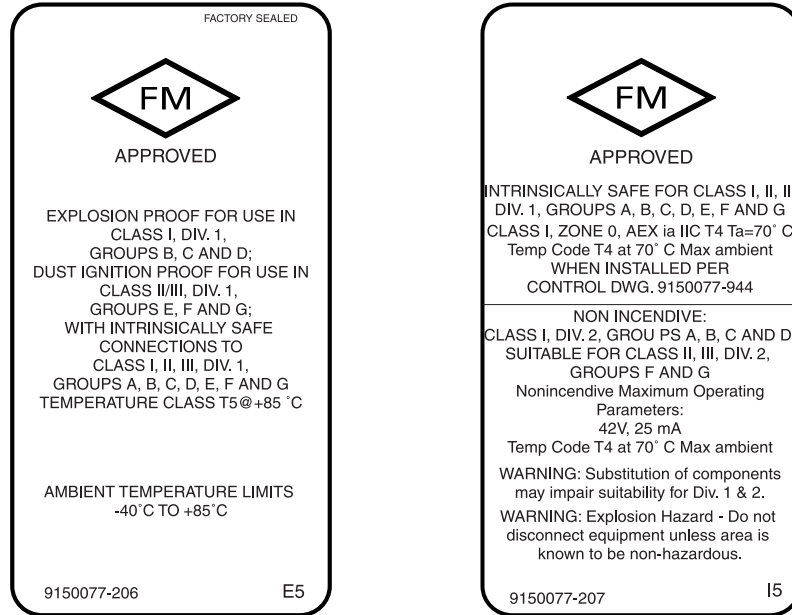 FACTORY SEALED
FM
APPROVED
EXPLOSION PROOF FOR USE IN
CLASS I, DIV. 1,
GROUPS B, C AND D;
DUST IGNITION PROOF FOR USE IN
CLASS II/III, DIV. 1,
GROUPS E, F AND G;
WITH INTRINSICALLY SAFE
CONNECTIONS TO
CLASS I, II, III, DIV. 1,
GROUPS A, B, C, D, E, F AND G
TEMPERATURE CLASS T5@+85 ˚C
AMBIENT TEMPERATURE LIMITS
-40˚C TO +85˚C
9150077-206 E5
FM
APPROVED
INTRINSICALLY SAFE FOR CLASS I, II, II
DIV. 1, GROUPS A, B, C, D, E, F AND G
CLASS I, ZONE 0, AEX ia IIC T4 Ta=70˚ C
Temp Code T4 at 70˚ C Max ambient
WHEN INSTALLED PER
CONTROL DWG. 9150077-944
NON INCENDIVE:
CLASS I, DIV. 2, GROU PS A, B, C AND D
SUITABLE FOR CLASS II, III, DIV. 2,
GROUPS F AND G
Nonincendive Maximum Operating
Parameters:
42V, 25 mA
Temp Code T4 at 70˚ C Max ambient
WARNING: Substitution of components
may impair suitability for Div. 1 & 2.
WARNING: Explosion Hazard - Do not
disconnect equipment unless area is
known to be non-hazardous.
9150077-207 I5